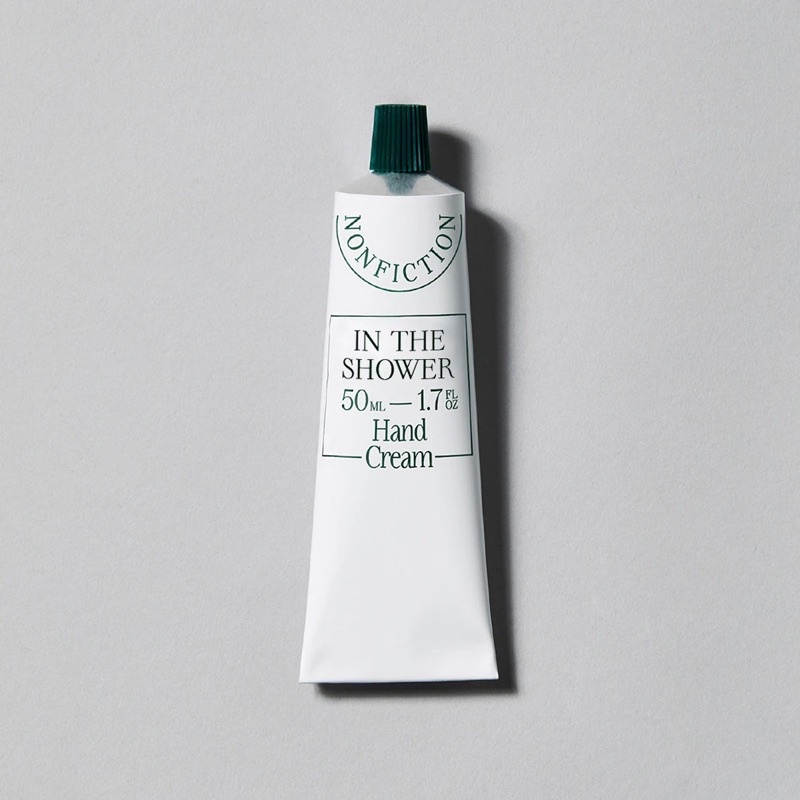 NONFICTION
IN THE
SHOWER
50ML — 1.7 FL OZ
Hand
Cream